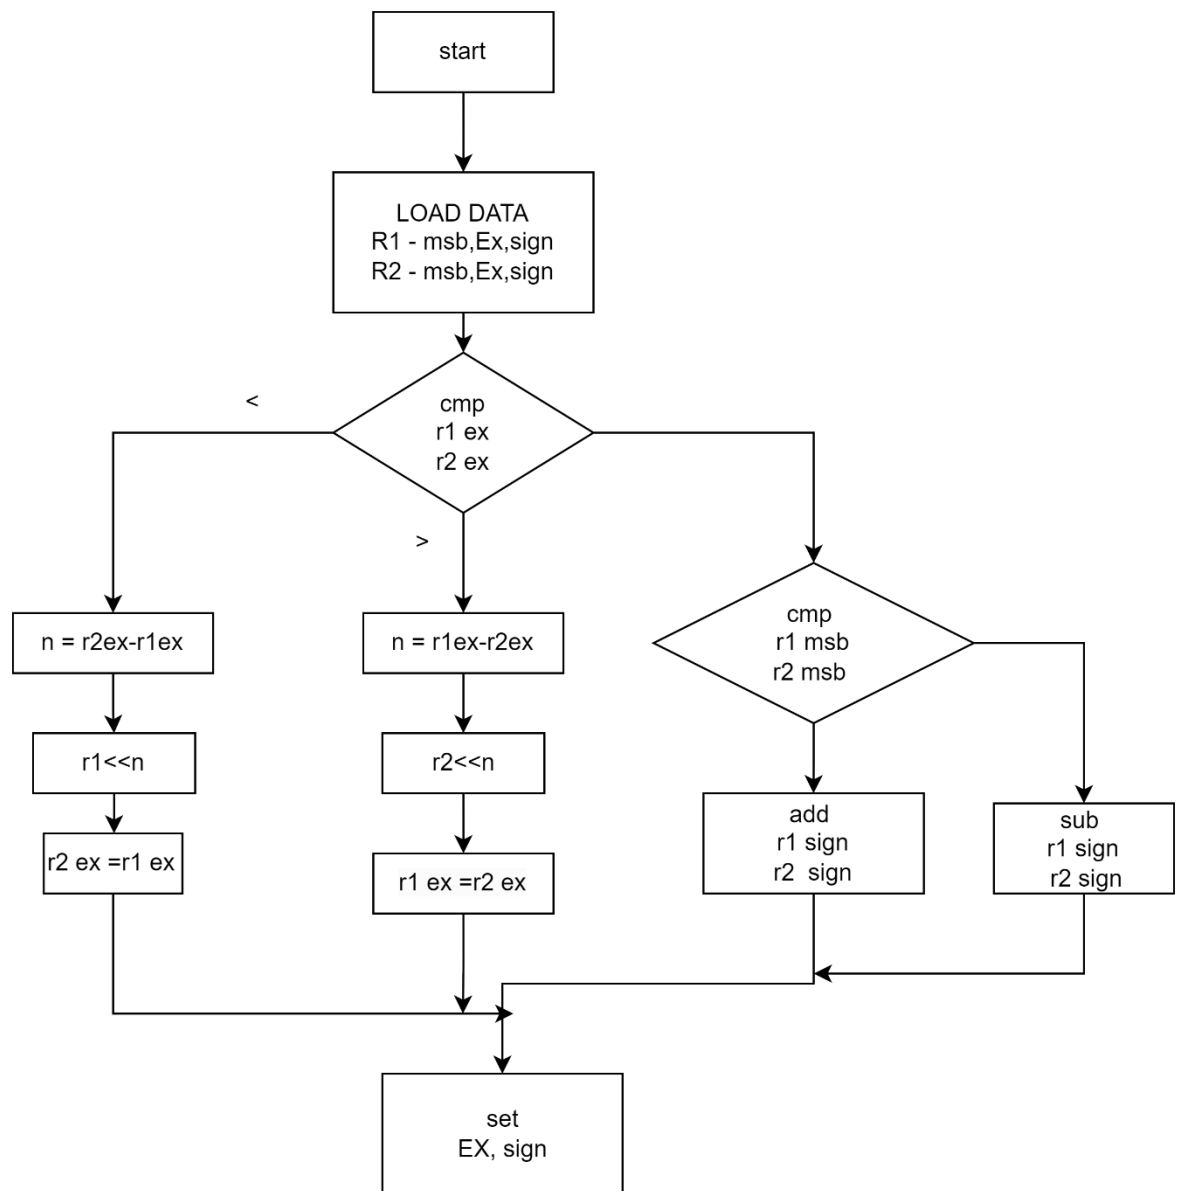 start
LOAD DATA
R1 - msb,Ex,sign
R2 - msb,Ex,sign
<
cmp
r1 ex
r2 ex
>
n = r2ex-r1ex
n = r1ex-r2ex
cmp
r1 msb
r2 msb
r1<<n
r2<<n
add
r1 sign
r2 sign
sub
r1 sign
r2 sign
r2 ex =r1 ex
r1 ex =r2 ex
set
EX, sign